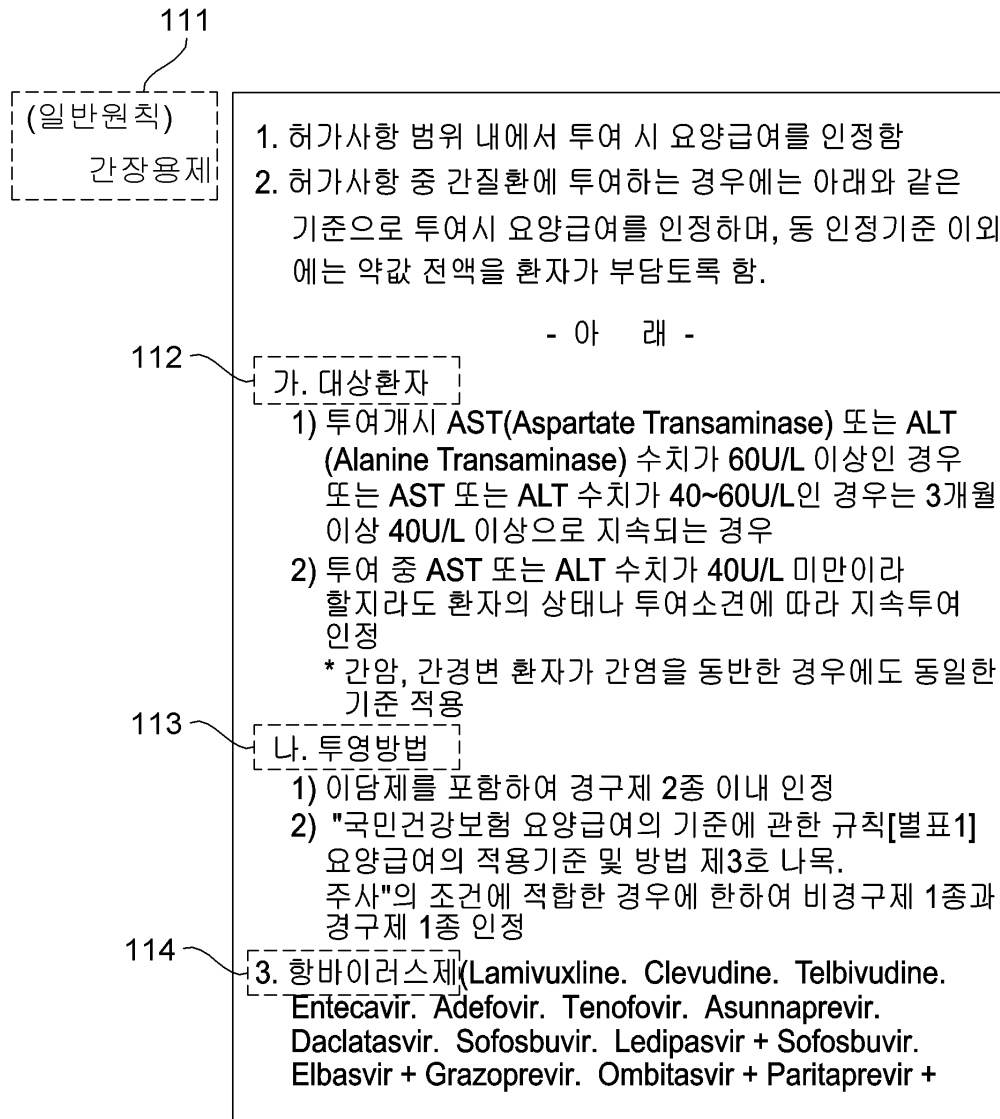 111
(일반원칙)
간장용제
1. 허가사항 범위 내에서 투여 시 요양급여를 인정함
2. 허가사항 중 간질환에 투여하는 경우에는 아래와 같은
기준으로 투여시 요양급여를 인정하며, 동 인정기준 이외
에는 약값 전액을 환자가 부담토록 함.
- 아 래 -
112
가. 대상환자
1) 투여개시 AST(Aspartate Transaminase) 또는 ALT
(Alanine Transaminase) 수치가 60U/L 이상인 경우
또는 AST 또는 ALT 수치가 40~60U/L인 경우는 3개월
이상 40U/L 이상으로 지속되는 경우
2) 투여 중 AST 또는 ALT 수치가 40U/L 미만이라
할지라도 환자의 상태나 투여소견에 따라 지속투여
인정
* 간암, 간경변 환자가 간염을 동반한 경우에도 동일한
기준 적용
113
나. 투영방법
1) 이담제를 포함하여 경구제 2종 이내 인정
2) "국민건강보험 요양급여의 기준에 관한 규칙[별표1]
요양급여의 적용기준 및 방법 제3호 나목.
주사"의 조건에 적합한 경우에 한하여 비경구제 1종과
경구제 1종 인정
114
3. 항바이러스제(Lamivuxline. Clevudine. Telbivudine.
Entecavir. Adefovir. Tenofovir. Asunnaprevir.
Daclatasvir. Sofosbuvir. Ledipasvir + Sofosbuvir.
Elbasvir + Grazoprevir. Ombitasvir + Paritaprevir +